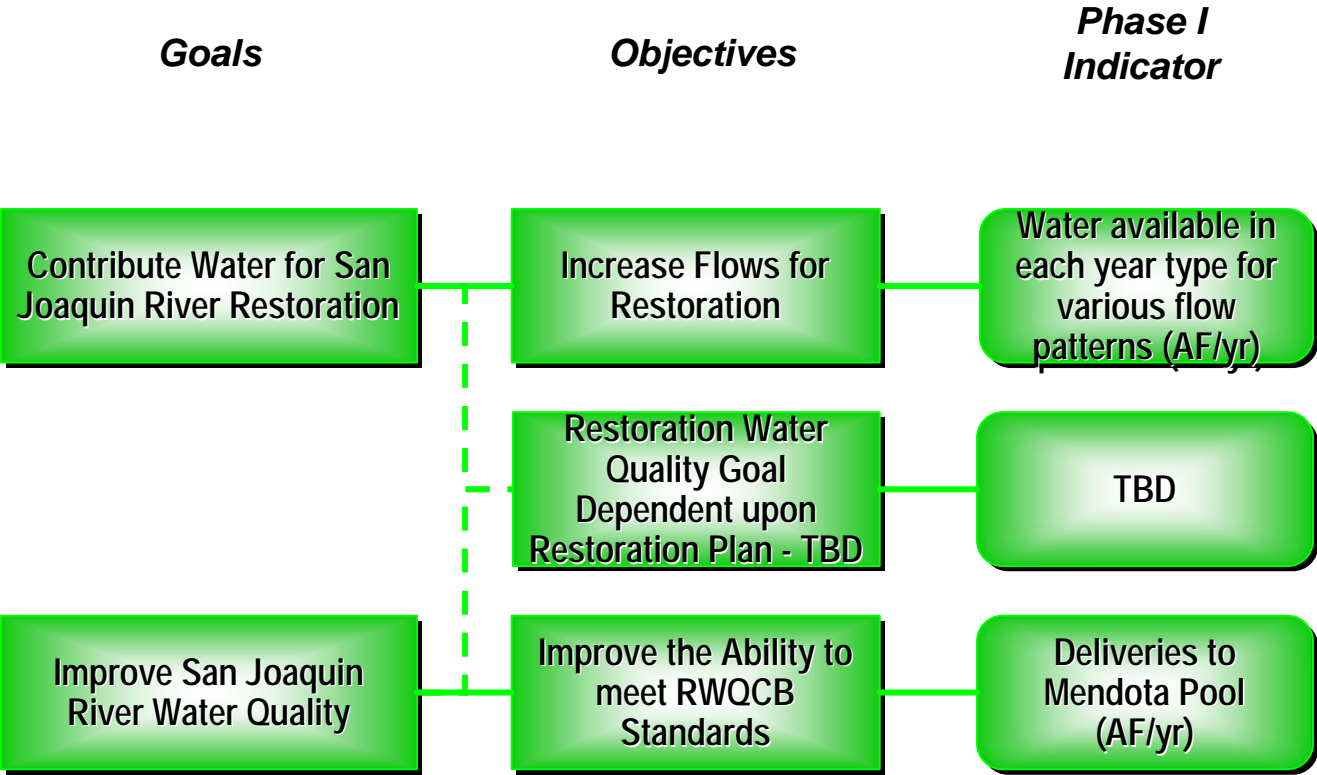 Goals
Objectives
Phase I
Indicator
Contribute Water for San
Joaquin River Restoration
Increase Flows for
Restoration
Water available in
each year type for
various flow
patterns (AF/yr)
Restoration Water
Quality Goal
Dependent upon
Restoration Plan - TBD
TBD
Improve San Joaquin
River Water Quality
Improve the Ability to
meet RWQCB
Standards
Deliveries to
Mendota Pool
(AF/yr)